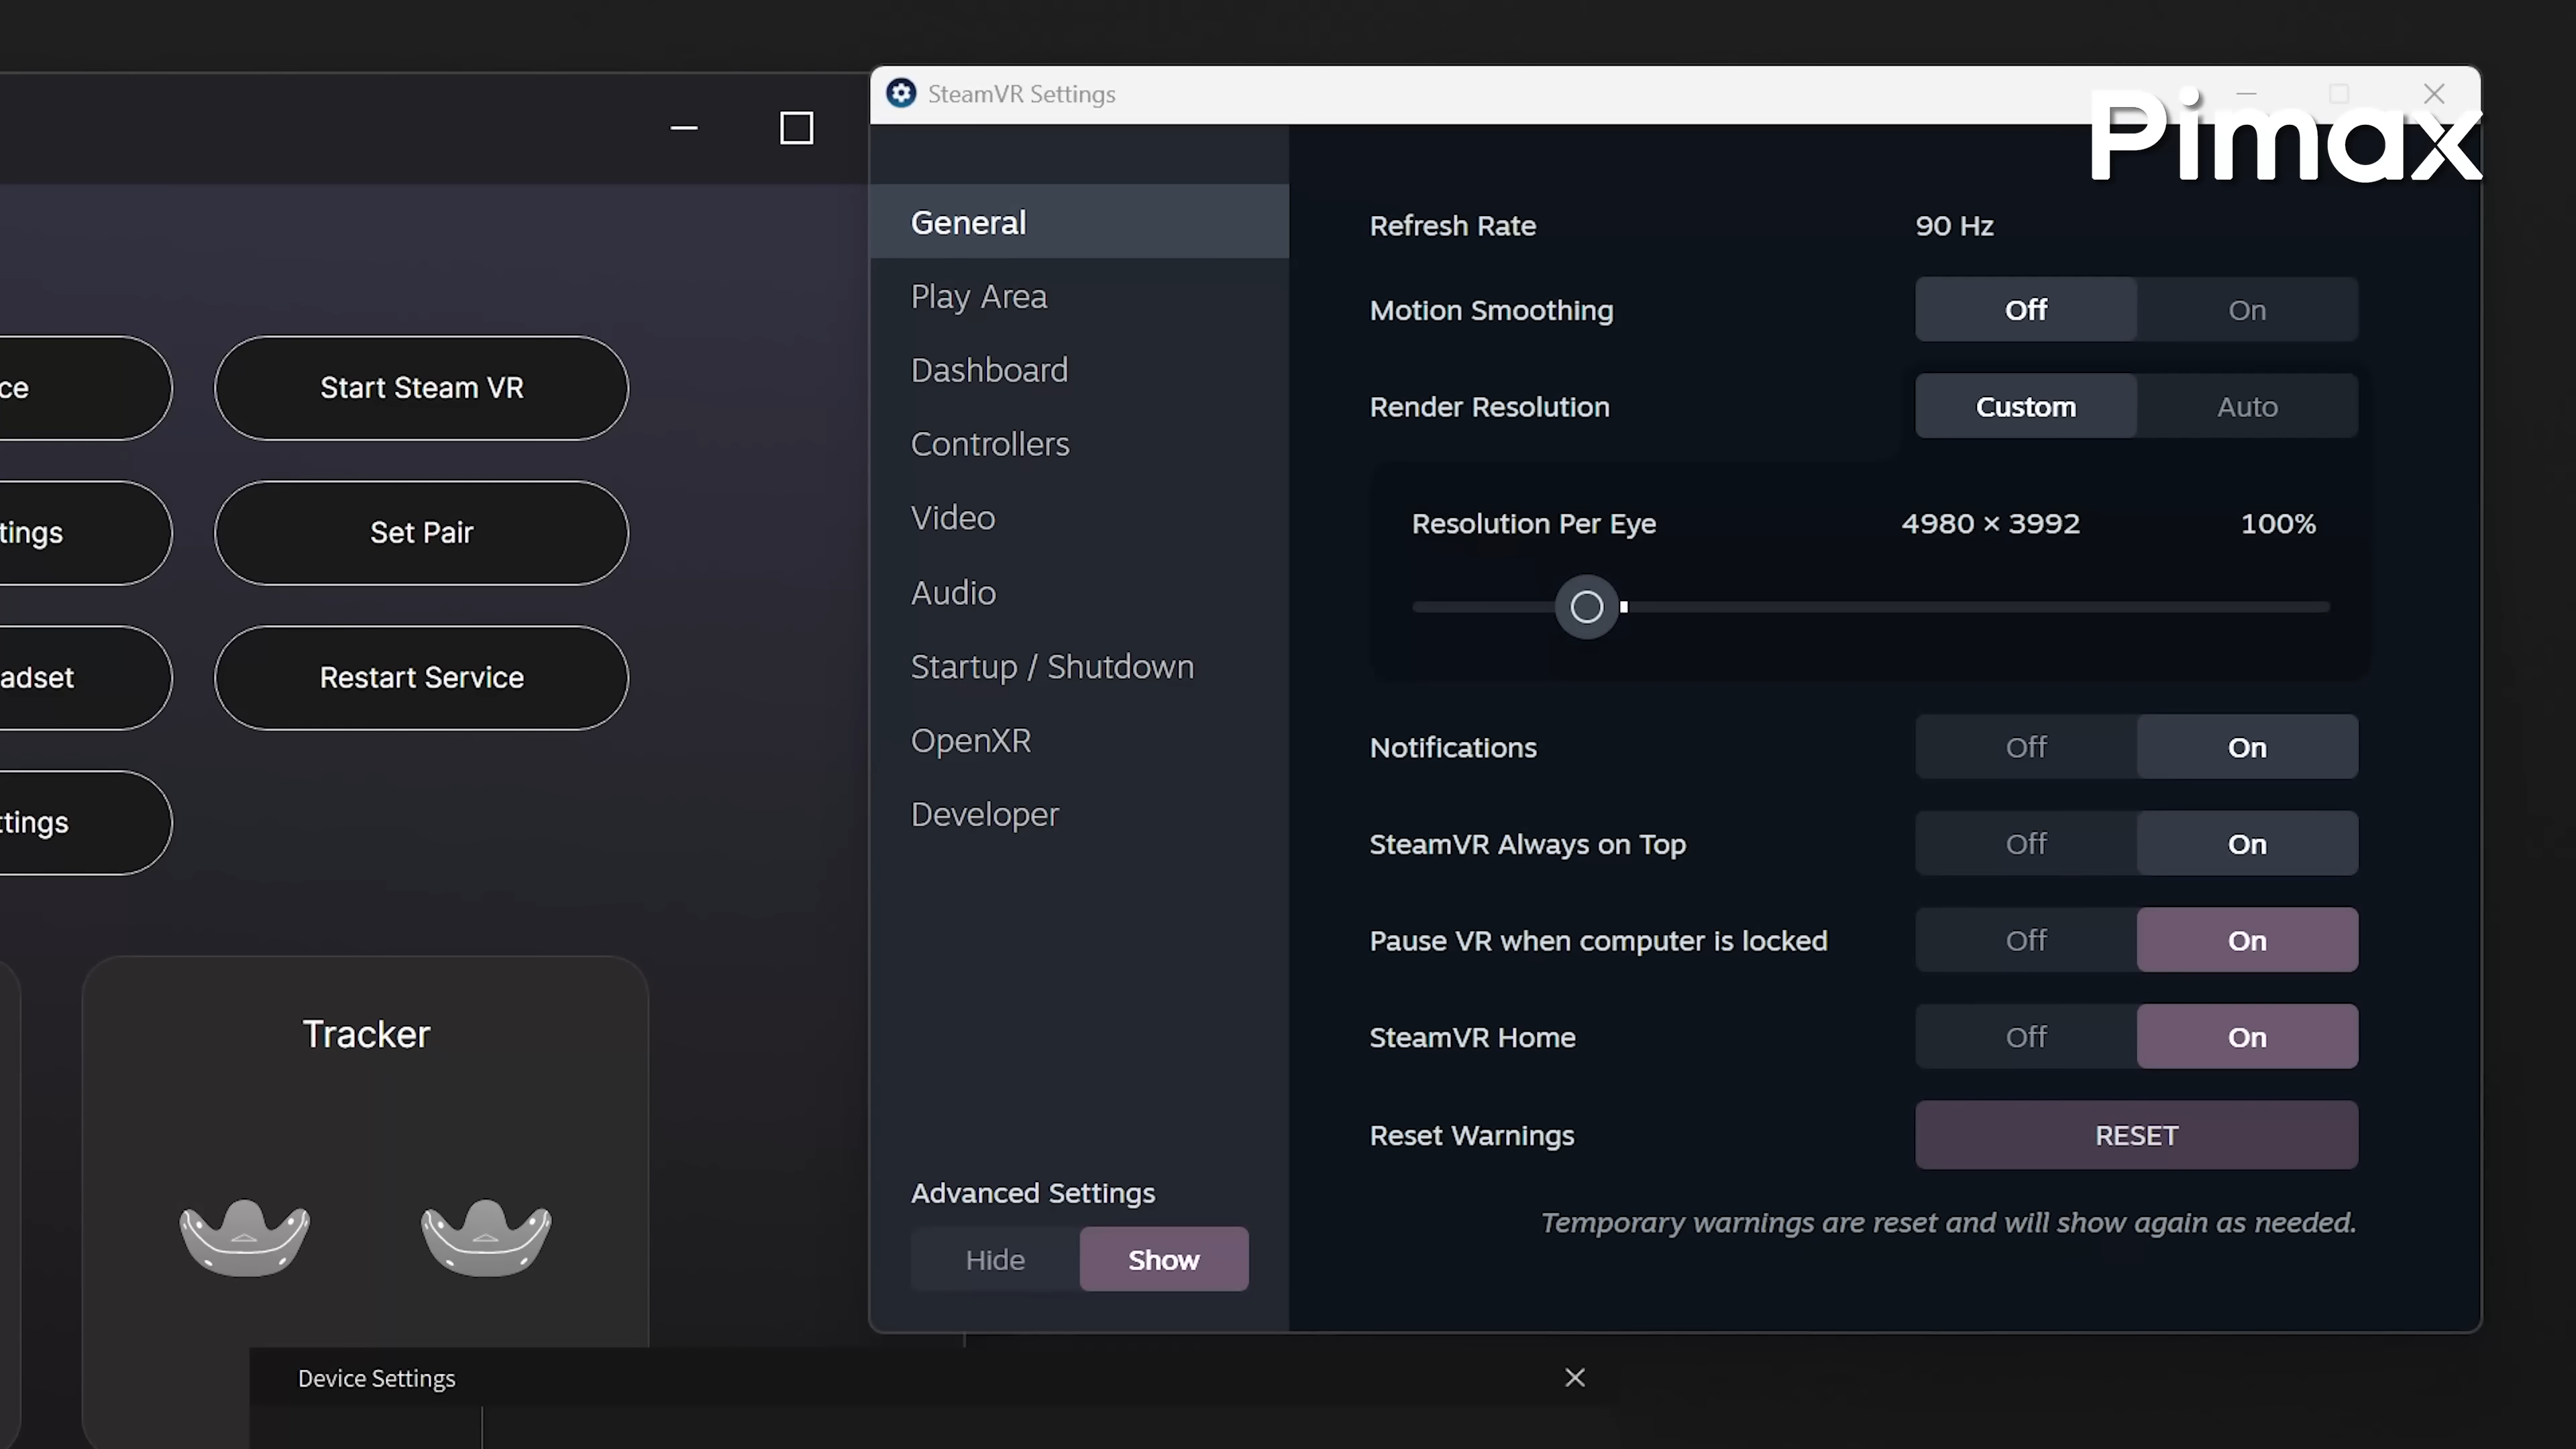 SteamVR Settings
Pimax
ce
Start Steam VR
tings
Set Pair
adset
Restart Service
ttings
Tracker
General
Play Area
Dashboard
Controllers
Video
Audio
Startup / Shutdown
OpenXR
Developer
Advanced Settings
Hide Show
Refresh Rate 90 Hz
Motion Smoothing Off On
Render Resolution Custom Auto
Resolution Per Eye 4980 × 3992 100%
Notifications Off On
SteamVR Always on Top Off On
Pause VR when computer is locked Off On
SteamVR Home Off On
Reset Warnings RESET
Temporary warnings are reset and will show again as needed.
Device Settings